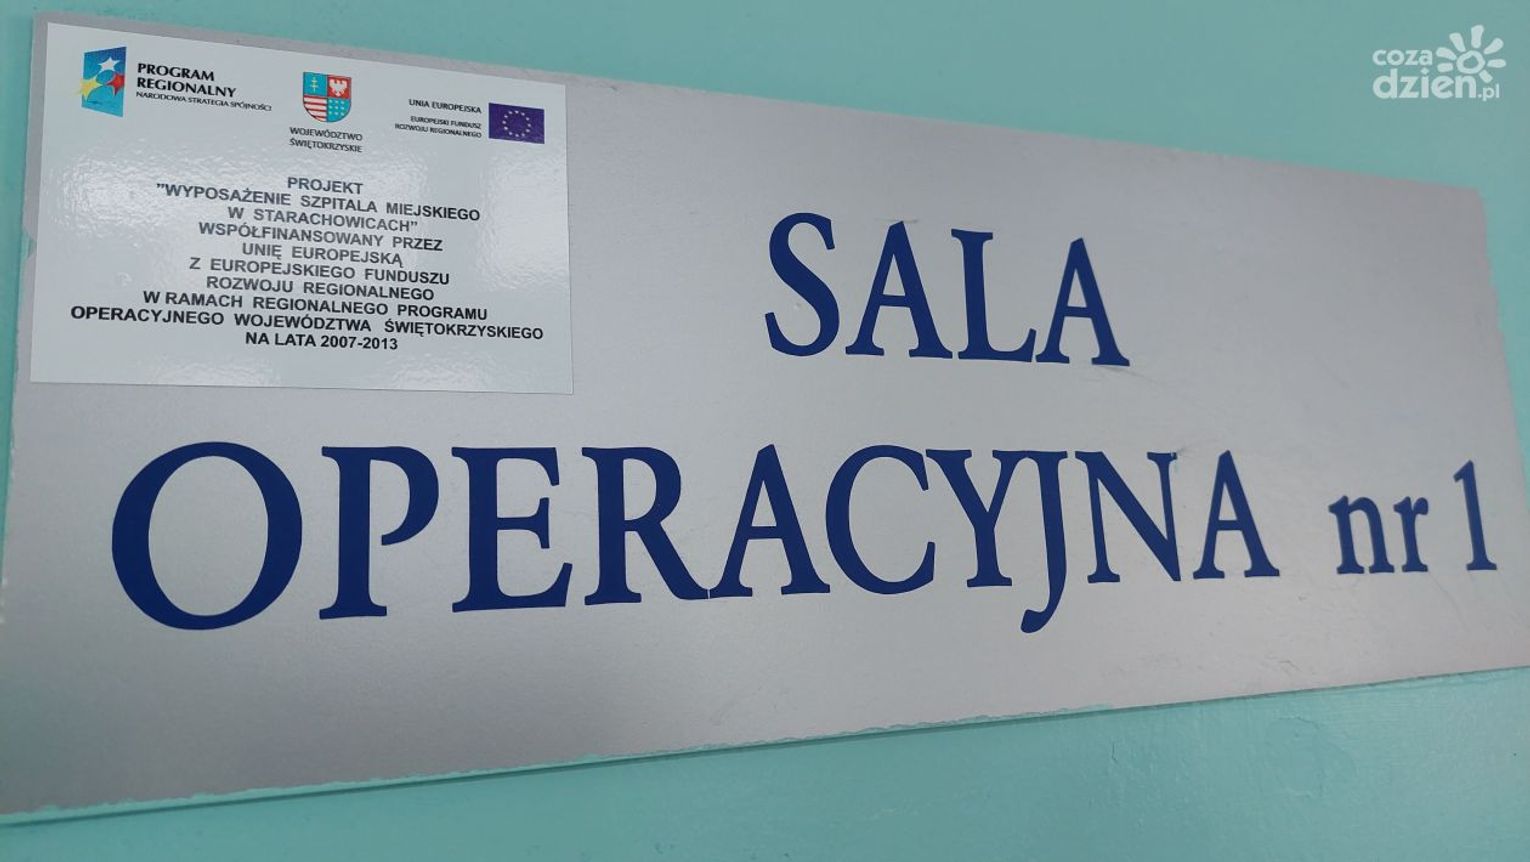 PROGRAM
REGIONALNY
NARODOWA STRATEGIA SPÓJNOŚCI
WOJEWÓDZTWO
ŚWIĘTOKRZYSKIE
UNIA EUROPEJSKA
EUROPEJSKI FUNDUSZ
ROZWOJU REGIONALNEGO
PROJEKT
"WYPOSAŻENIE SZPITALA MIEJSKIEGO
W STARACHOWICACH"
WSPÓŁFINANSOWANY PRZEZ
UNIĘ EUROPEJSKĄ
Z EUROPEJSKIEGO FUNDUSZU
ROZWOJU REGIONALNEGO
W RAMACH REGIONALNEGO PROGRAMU
OPERACYJNEGO WOJEWÓDZTWA ŚWIĘTOKRZYSKIEGO
NA LATA 2007-2013
SALA
OPERACYJNA nr 1
coza
dzien.pl